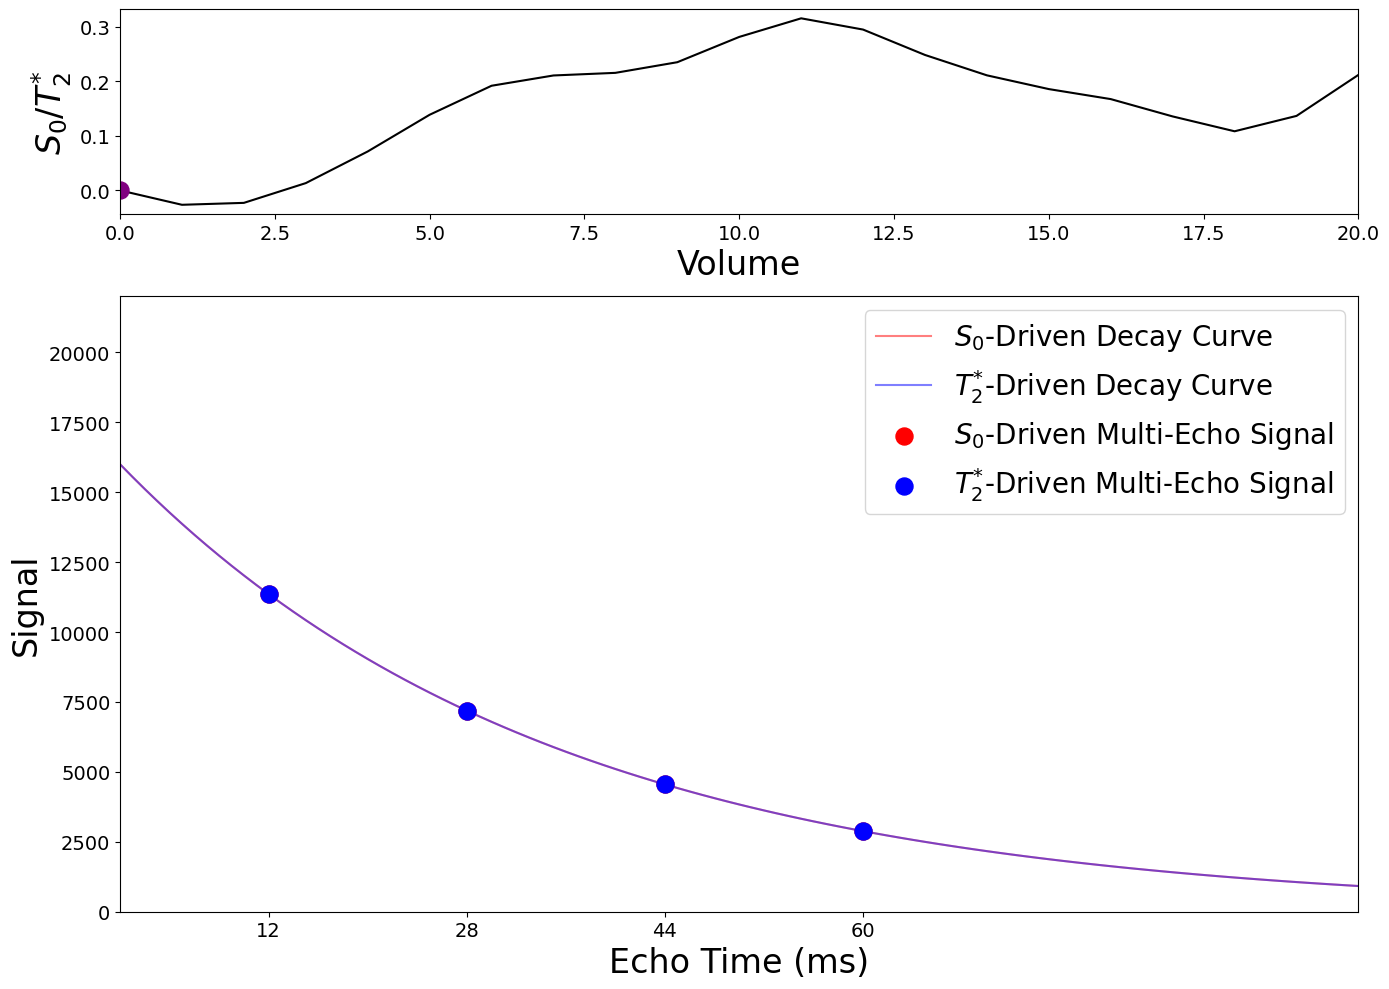 0.3
0.2
0.1
0.0
S₀/T₂*
0.0 2.5 5.0 7.5 10.0 12.5 15.0 17.5 20.0
Volume
20000
17500
15000
12500
10000
7500
5000
2500
0
Signal
S₀-Driven Decay Curve
T₂*-Driven Decay Curve
S₀-Driven Multi-Echo Signal
T₂*-Driven Multi-Echo Signal
12 28 44 60
Echo Time (ms)